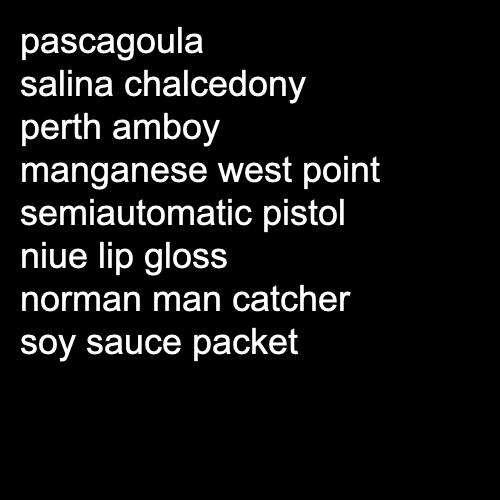 pascagoula
salina chalcedony
perth amboy
manganese west point
semiautomatic pistol
niue lip gloss
norman man catcher
soy sauce packet